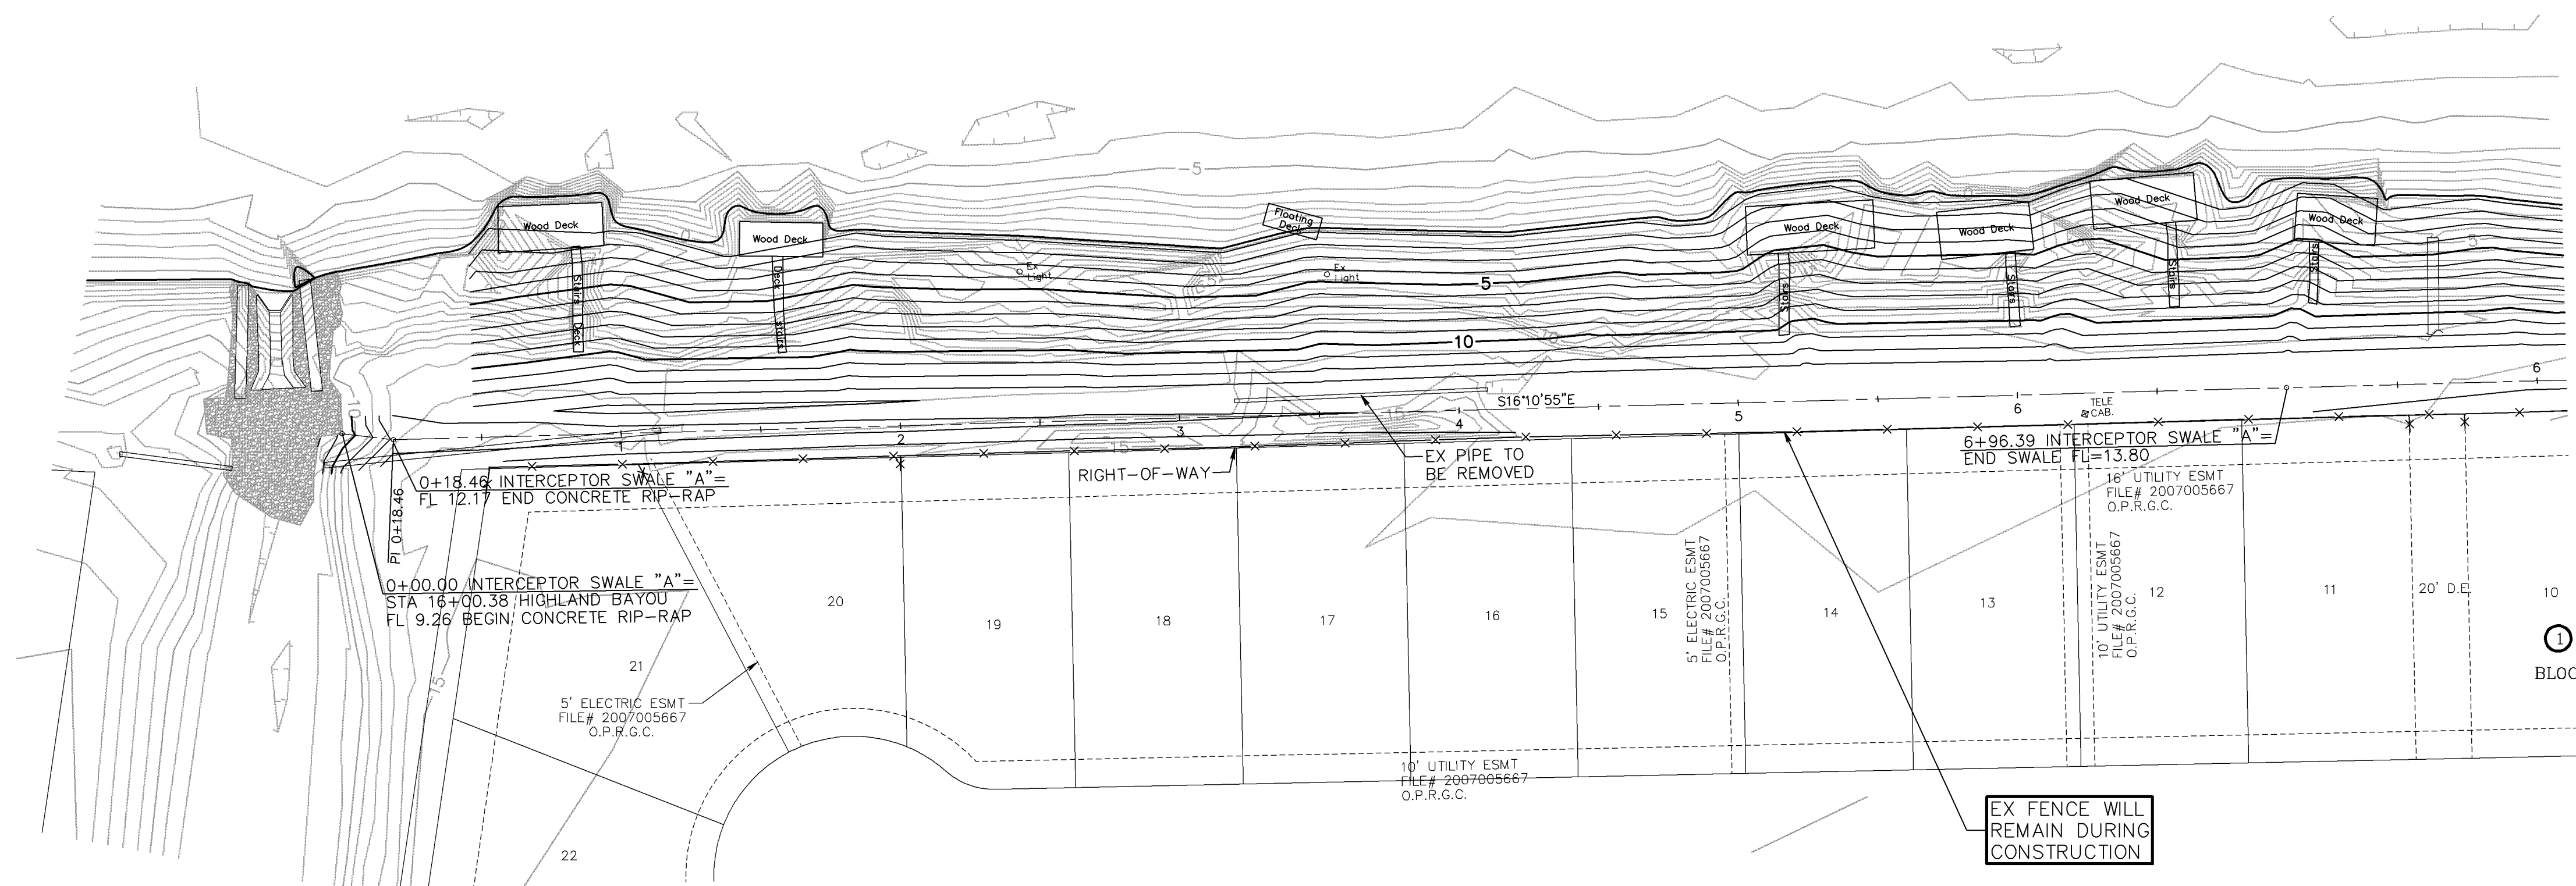 -5
0
0
5
Wood Deck
Wood Deck
Floating
Deck
Wood Deck
Wood Deck
Wood Deck
Wood Deck
Stairs
Deck
Deck
stairs
Ex
Light
Ex
Light
5
10
10
Stairs
Stairs
Stairs
Stairs
10
15
15
S16°10'55"E
1
2
3
4
5
6
6
TELE
CAB.
RIGHT-OF-WAY
EX PIPE TO
BE REMOVED
6+96.39 INTERCEPTOR SWALE "A"=
END SWALE FL=13.80
0+18.46 INTERCEPTOR SWALE "A"=
FL 12.17 END CONCRETE RIP-RAP
PI 0+18.46
0+00.00 INTERCEPTOR SWALE "A"=
STA 16+00.38 HIGHLAND BAYOU
FL 9.26 BEGIN CONCRETE RIP-RAP
16' UTILITY ESMT
FILE# 2007005667
O.P.R.G.C.
5' ELECTRIC ESMT
FILE# 2007005667
O.P.R.G.C.
10' UTILITY ESMT
FILE# 2007005667
O.P.R.G.C.
20
19
18
17
16
15
14
13
12
11
20' D.E.
10
1
BLOC
21
15
5' ELECTRIC ESMT
FILE# 2007005667
O.P.R.G.C.
10' UTILITY ESMT
FILE# 2007005667
O.P.R.G.C.
22
EX FENCE WILL
REMAIN DURING
CONSTRUCTION